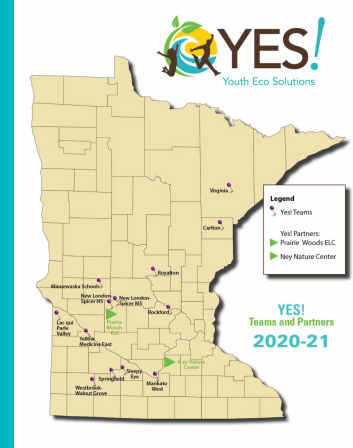 YES!
Youth Eco Solutions
Virginia
Carlton
Legend
Yes! Teams
Yes! Partners:
Prairie Woods ELC
Ney Nature Center
Royalton
Minnewaska Schools
New London-
Spicer HS
New London-
Spicer MS
Rockford
Prairie
Woods
ELC
Lac qui
Parle
Valley
Yellow
Medicine East
Ney Nature
Center
Sleepy
Eye
Springfield
Mankato
West
Westbrook-
Walnut Grove
YES!
Teams and Partners
2020-21